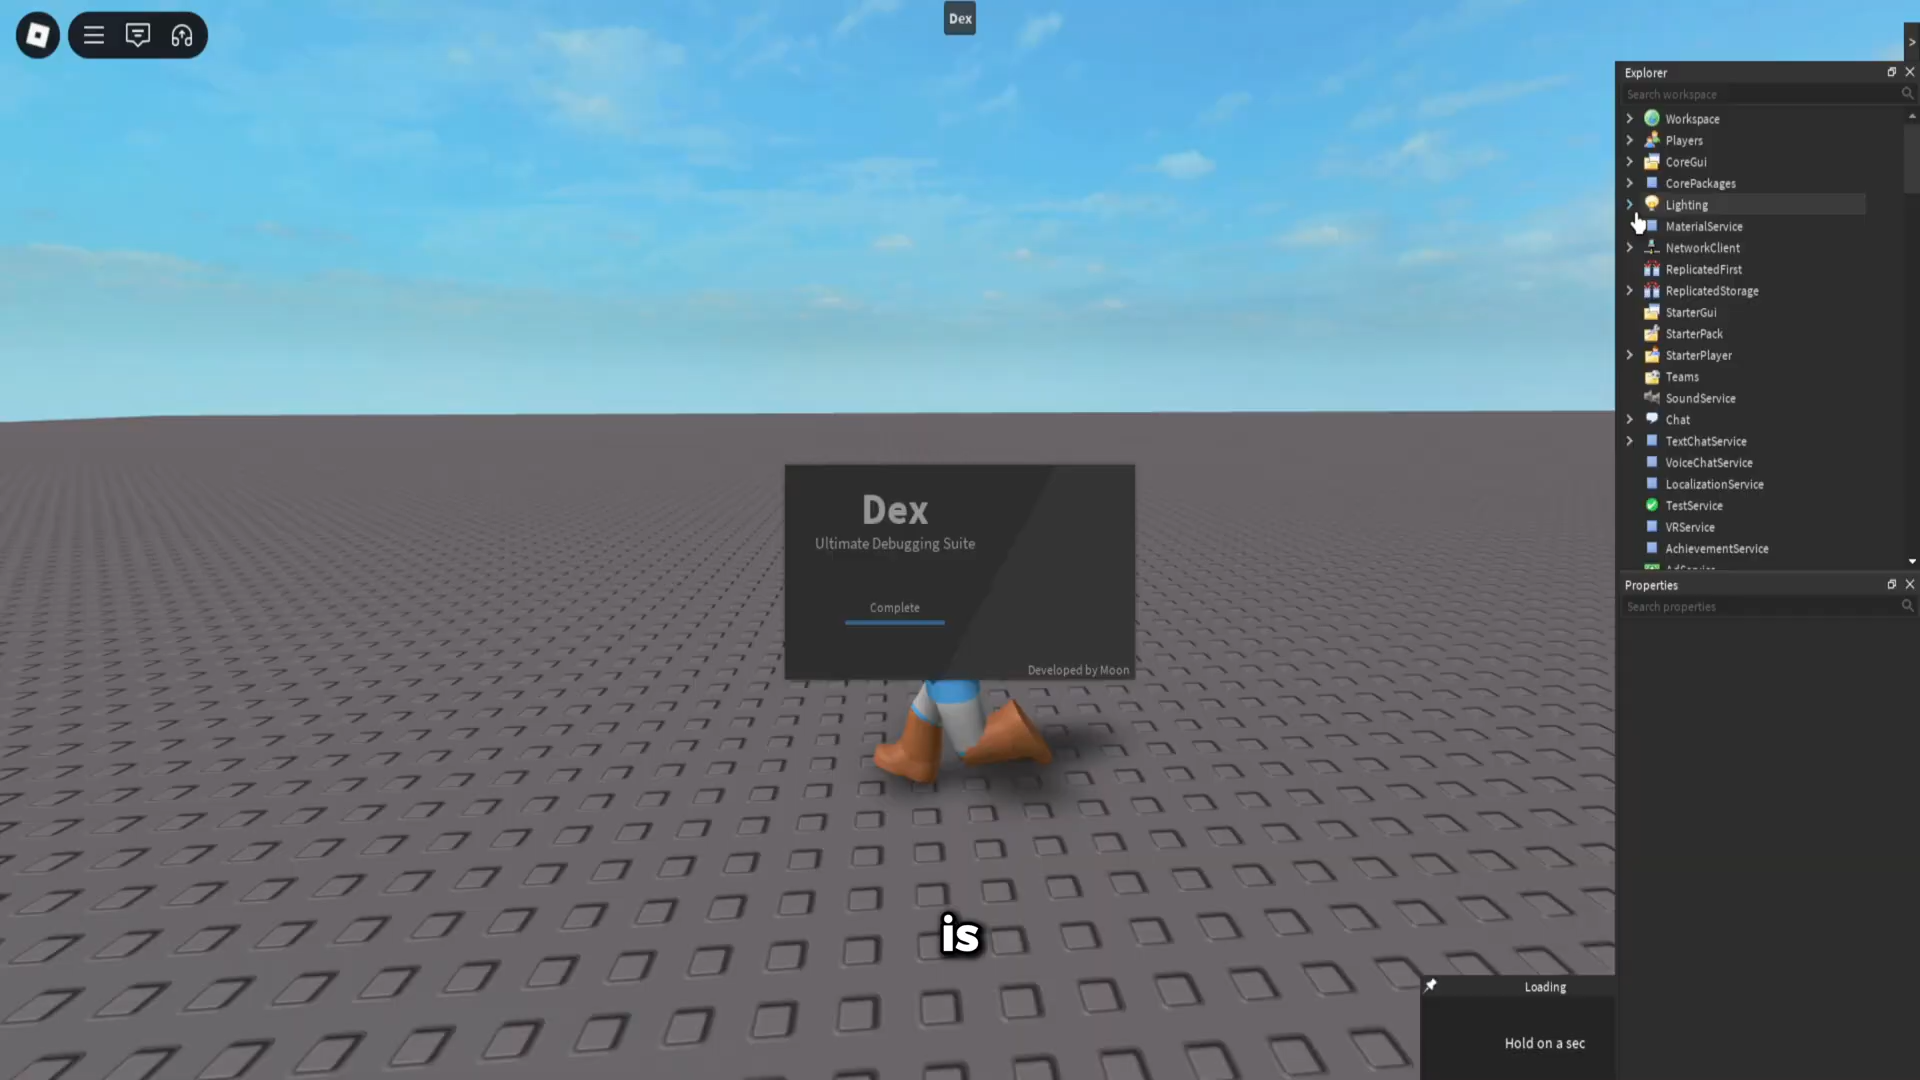 Dex
>
Explorer
Search workspace
Workspace
Players
CoreGui
CorePackages
Lighting
MaterialService
NetworkClient
ReplicatedFirst
ReplicatedStorage
StarterGui
StarterPack
StarterPlayer
Teams
SoundService
Chat
TextChatService
VoiceChatService
LocalizationService
TestService
VRService
AchievementService
AdService
Properties
Search properties
Dex
Ultimate Debugging Suite
Complete
Developed by Moon
is
Loading
Hold on a sec